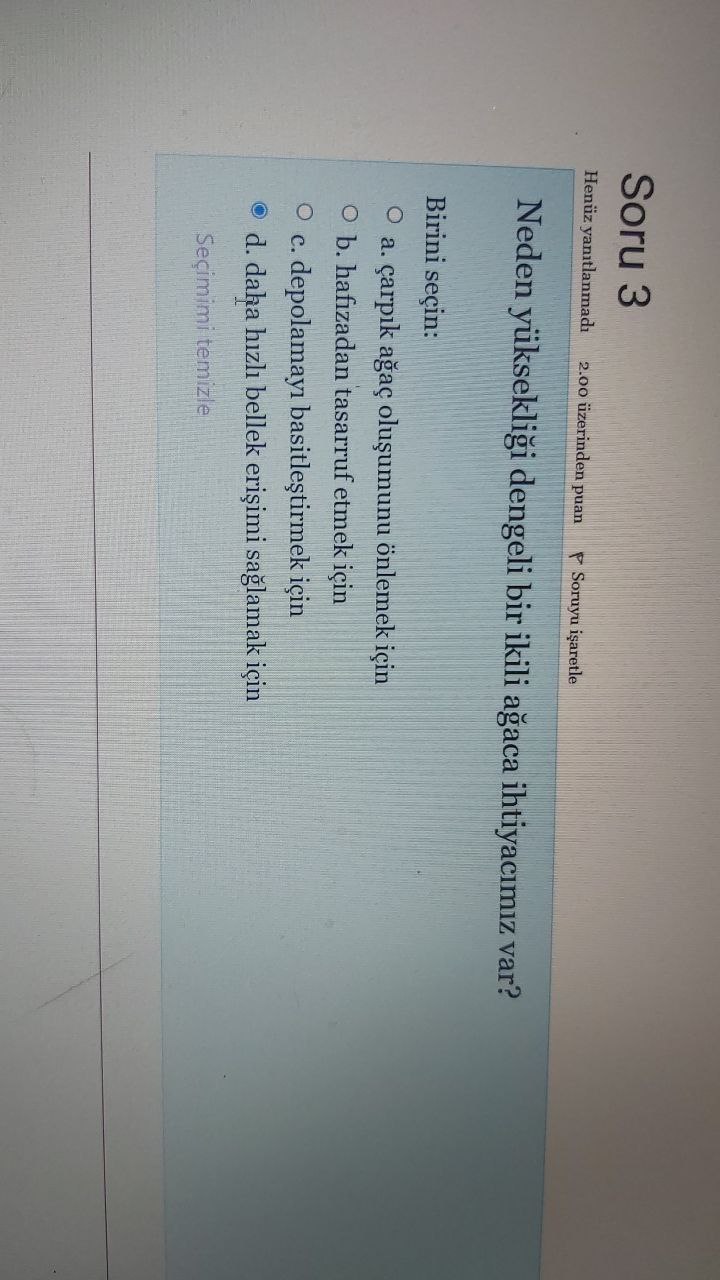 Soru 3
Henüz yanıtlanmadı 2.00 üzerinden puan Soruyu işaretle
Neden yüksekliği dengeli bir ikili ağaca ihtiyacımız var?
Birini seçin:
a. çarpık ağaç oluşumunu önlemek için
b. hafızadan tasarruf etmek için
c. depolamayı basitleştirmek için
d. daha hızlı bellek erişimi sağlamak için
Seçimimi temizle